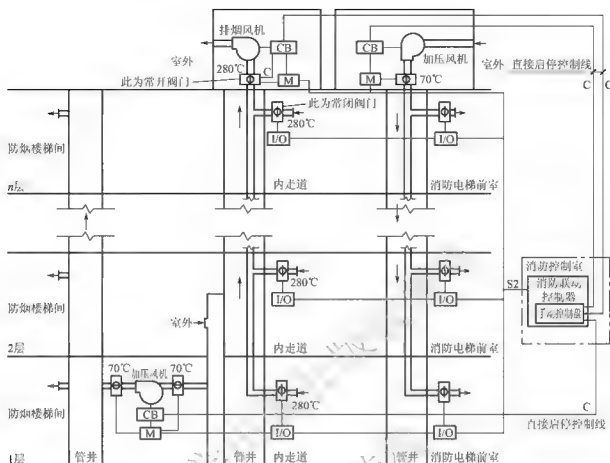 排烟风机
CB
CB
加压风机
室外
室外
直接启停控制线
280℃
C
M
M
70℃
C
C
此为常开阀门
此为常闭阀门
280℃
I/O
I/O
防烟楼梯间
n层
内走道
消防电梯前室
消防控制室
消防联动
控制器
手动控制盘
S2
防烟楼梯间
280℃
I/O
I/O
室外
2层
内走道
消防电梯前室
70℃
加压风机
70℃
防烟楼梯间
280℃
CB
C
M
I/O
I/O
直接启停控制线
1层
管井
管井
内走道
管井
消防电梯前室